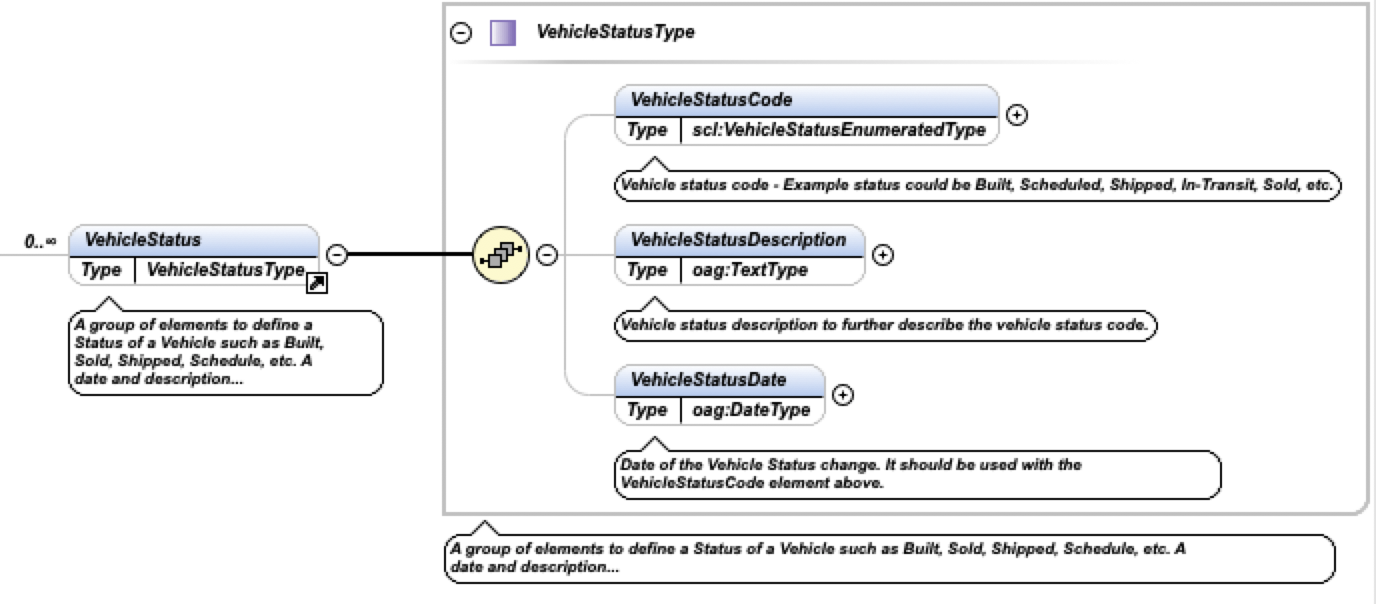 VehicleStatusType
VehicleStatusCode
Type scl:VehicleStatusEnumeratedType
Vehicle status code - Example status could be Built, Scheduled, Shipped, In-Transit, Sold, etc.
0..∞
VehicleStatus
Type VehicleStatusType
A group of elements to define a
Status of a Vehicle such as Built,
Sold, Shipped, Schedule, etc. A
date and description...
VehicleStatusDescription
Type oag:TextType
Vehicle status description to further describe the vehicle status code.
VehicleStatusDate
Type oag:DateType
Date of the Vehicle Status change. It should be used with the
VehicleStatusCode element above.
A group of elements to define a Status of a Vehicle such as Built, Sold, Shipped, Schedule, etc. A
date and description...